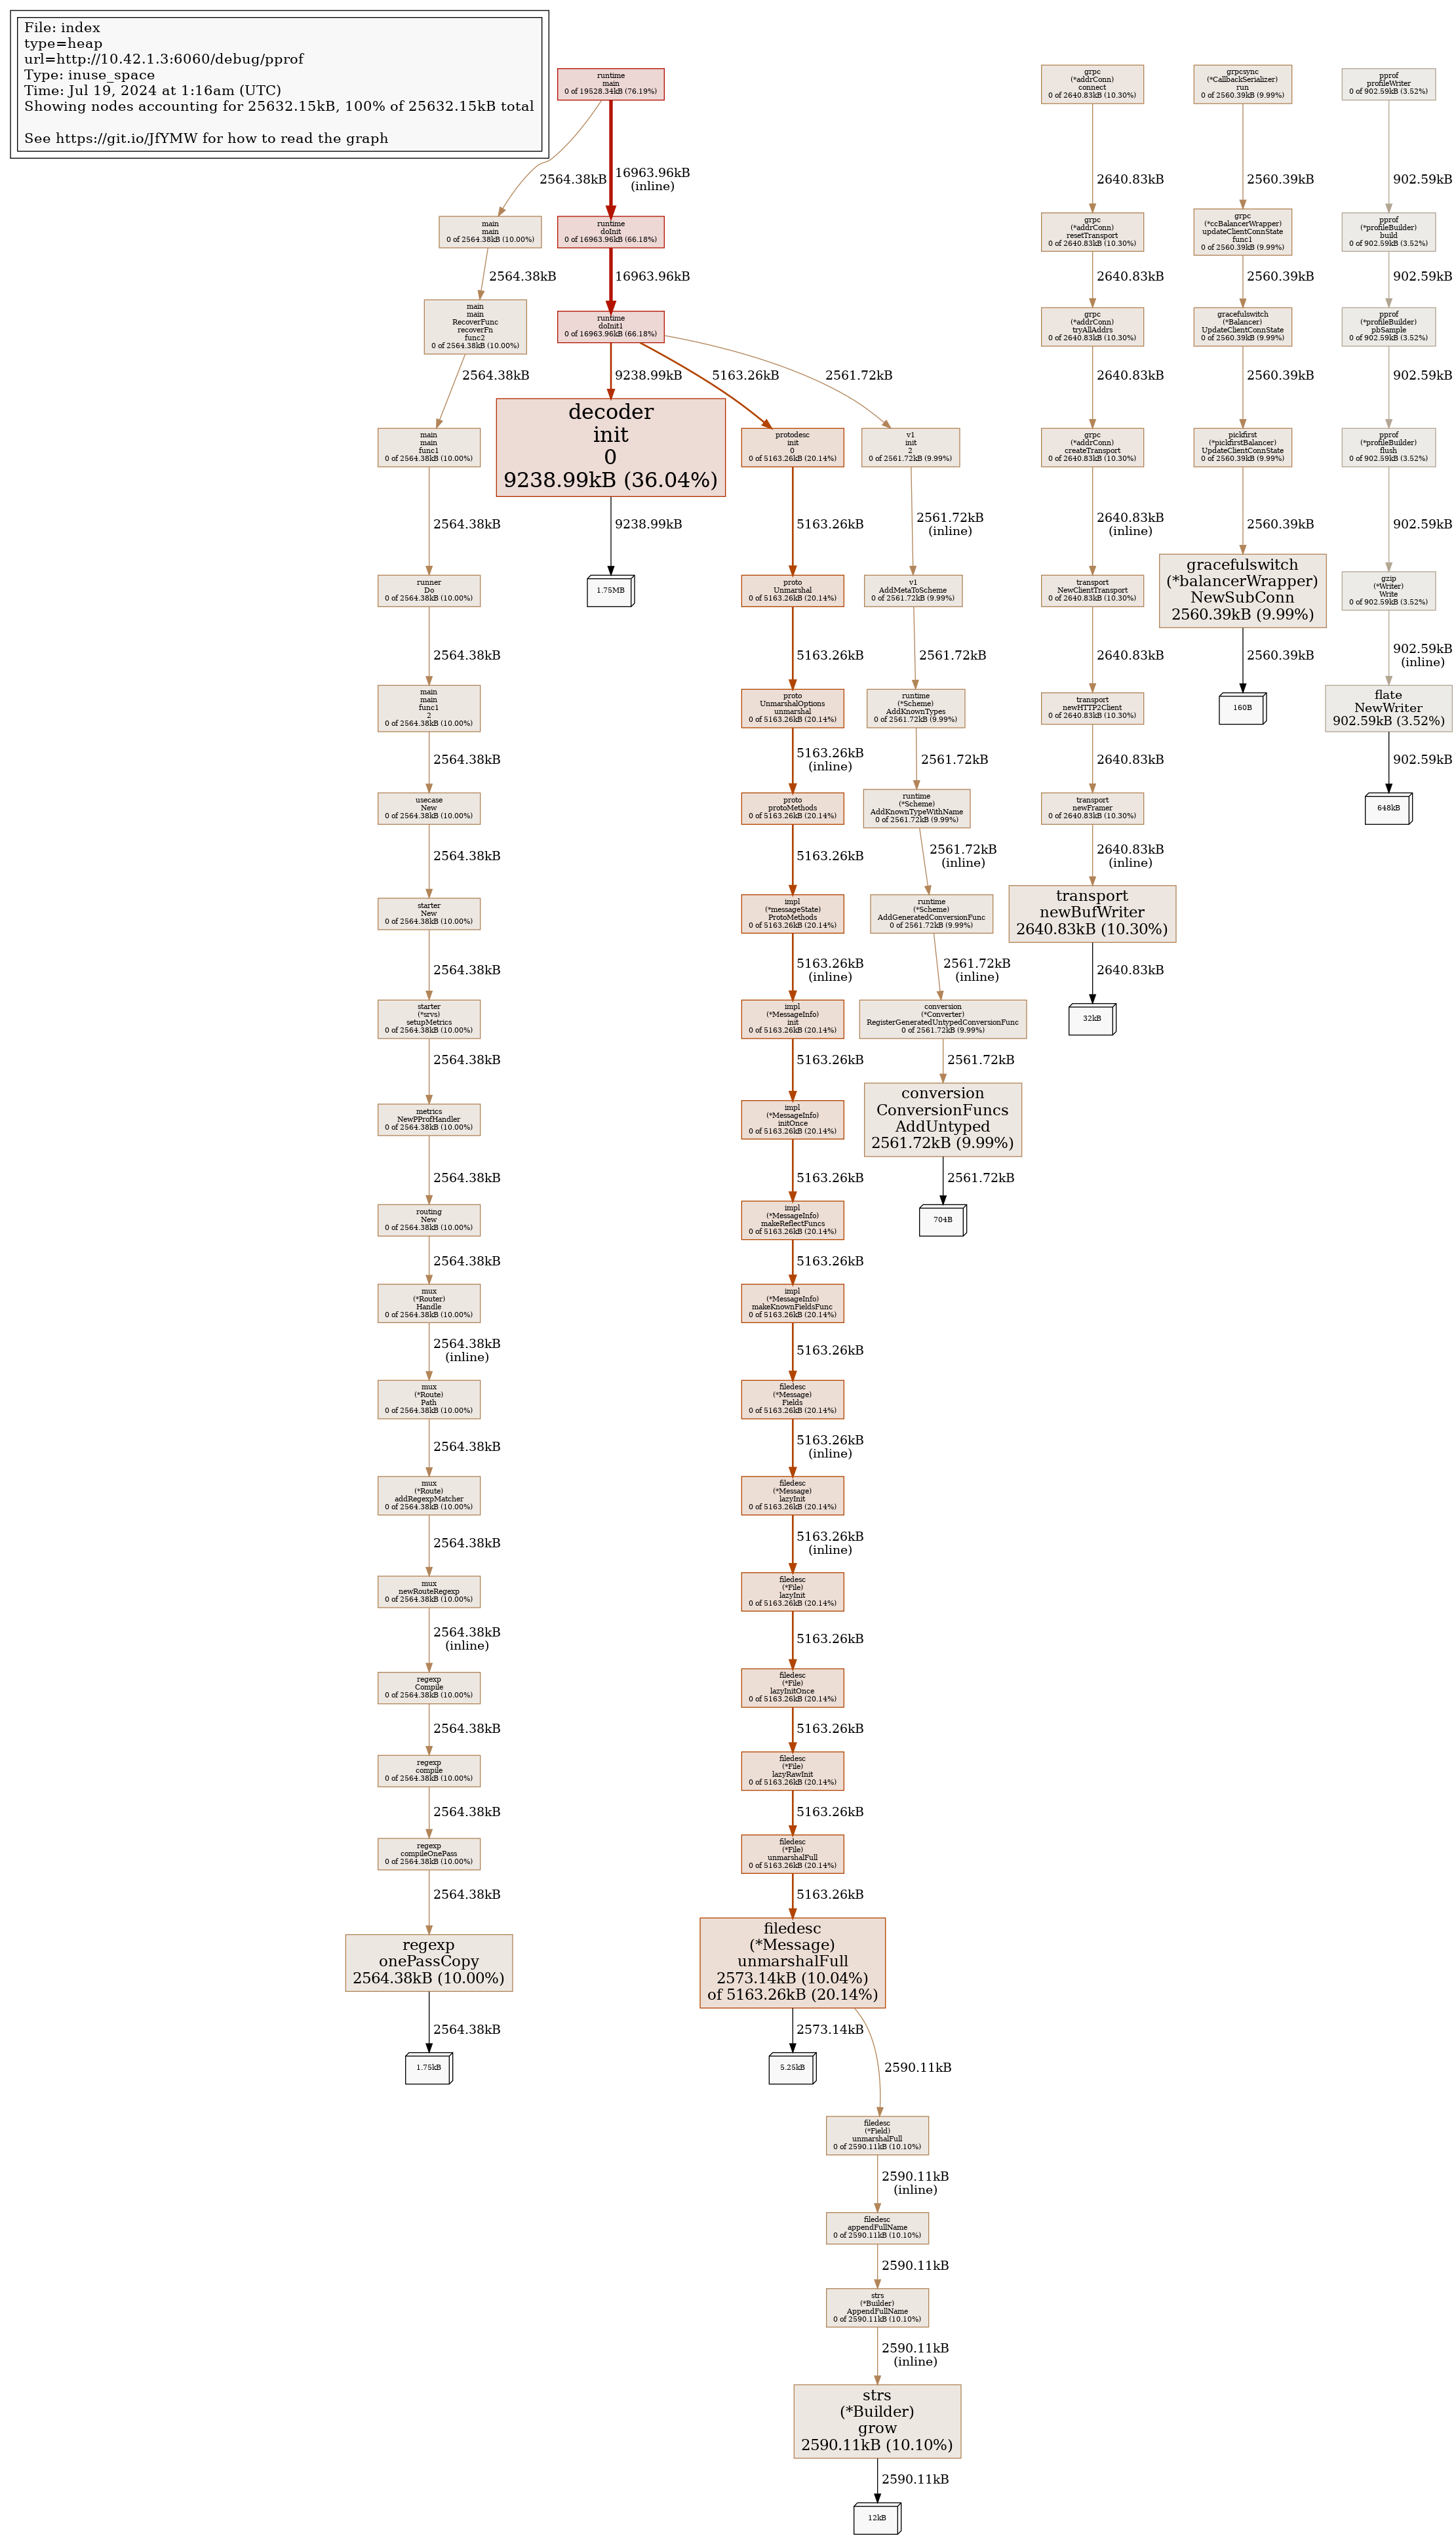 File: index
type=heap
url=http://10.42.1.3:6060/debug/pprof
Type: inuse_space
Time: Jul 19, 2024 at 1:16am (UTC)
Showing nodes accounting for 25632.15kB, 100% of 25632.15kB total
See https://git.io/JfYMW for how to read the graph
runtime
main
0 of 19528.34kB (76.19%)
2564.38kB
16963.96kB
(inline)
main
main
0 of 2564.38kB (10.00%)
2564.38kB
main
main
RecoverFunc
recoverFn
func2
0 of 2564.38kB (10.00%)
2564.38kB
main
main
func1
0 of 2564.38kB (10.00%)
2564.38kB
runner
Do
0 of 2564.38kB (10.00%)
2564.38kB
main
main
func1
2
0 of 2564.38kB (10.00%)
2564.38kB
usecase
New
0 of 2564.38kB (10.00%)
2564.38kB
starter
New
0 of 2564.38kB (10.00%)
2564.38kB
starter
(*srvs)
setupMetrics
0 of 2564.38kB (10.00%)
2564.38kB
metrics
NewPProfHandler
0 of 2564.38kB (10.00%)
2564.38kB
routing
New
0 of 2564.38kB (10.00%)
2564.38kB
mux
(*Router)
Handle
0 of 2564.38kB (10.00%)
2564.38kB
(inline)
mux
(*Route)
Path
0 of 2564.38kB (10.00%)
2564.38kB
mux
(*Route)
addRegexpMatcher
0 of 2564.38kB (10.00%)
2564.38kB
mux
newRouteRegexp
0 of 2564.38kB (10.00%)
2564.38kB
(inline)
regexp
Compile
0 of 2564.38kB (10.00%)
2564.38kB
regexp
compile
0 of 2564.38kB (10.00%)
2564.38kB
regexp
compileOnePass
0 of 2564.38kB (10.00%)
2564.38kB
regexp
onePassCopy
2564.38kB (10.00%)
2564.38kB
1.75kB
runtime
doInit
0 of 16963.96kB (66.18%)
16963.96kB
runtime
doInit1
0 of 16963.96kB (66.18%)
9238.99kB
5163.26kB
2561.72kB
decoder
init
0
9238.99kB (36.04%)
9238.99kB
1.75MB
protodesc
init
0
0 of 5163.26kB (20.14%)
5163.26kB
proto
Unmarshal
0 of 5163.26kB (20.14%)
5163.26kB
proto
UnmarshalOptions
unmarshal
0 of 5163.26kB (20.14%)
5163.26kB
(inline)
proto
protoMethods
0 of 5163.26kB (20.14%)
5163.26kB
impl
(*messageState)
ProtoMethods
0 of 5163.26kB (20.14%)
5163.26kB
(inline)
impl
(*MessageInfo)
init
0 of 5163.26kB (20.14%)
5163.26kB
impl
(*MessageInfo)
initOnce
0 of 5163.26kB (20.14%)
5163.26kB
impl
(*MessageInfo)
makeReflectFuncs
0 of 5163.26kB (20.14%)
5163.26kB
impl
(*MessageInfo)
makeKnownFieldsFunc
0 of 5163.26kB (20.14%)
5163.26kB
filedesc
(*Message)
Fields
0 of 5163.26kB (20.14%)
5163.26kB
(inline)
filedesc
(*Message)
lazyInit
0 of 5163.26kB (20.14%)
5163.26kB
(inline)
filedesc
(*File)
lazyInit
0 of 5163.26kB (20.14%)
5163.26kB
filedesc
(*File)
lazyInitOnce
0 of 5163.26kB (20.14%)
5163.26kB
filedesc
(*File)
lazyRawInit
0 of 5163.26kB (20.14%)
5163.26kB
filedesc
(*File)
unmarshalFull
0 of 5163.26kB (20.14%)
5163.26kB
filedesc
(*Message)
unmarshalFull
2573.14kB (10.04%)
of 5163.26kB (20.14%)
2573.14kB
5.25kB
2590.11kB
filedesc
(*Field)
unmarshalFull
0 of 2590.11kB (10.10%)
2590.11kB
(inline)
filedesc
appendFullName
0 of 2590.11kB (10.10%)
2590.11kB
strs
(*Builder)
AppendFullName
0 of 2590.11kB (10.10%)
2590.11kB
(inline)
strs
(*Builder)
grow
2590.11kB (10.10%)
2590.11kB
12kB
v1
init
2
0 of 2561.72kB (9.99%)
2561.72kB
(inline)
v1
AddMetaToScheme
0 of 2561.72kB (9.99%)
2561.72kB
runtime
(*Scheme)
AddKnownTypes
0 of 2561.72kB (9.99%)
2561.72kB
runtime
(*Scheme)
AddKnownTypeWithName
0 of 2561.72kB (9.99%)
2561.72kB
(inline)
runtime
(*Scheme)
AddGeneratedConversionFunc
0 of 2561.72kB (9.99%)
2561.72kB
(inline)
conversion
(*Converter)
RegisterGeneratedUntypedConversionFunc
0 of 2561.72kB (9.99%)
2561.72kB
conversion
ConversionFuncs
AddUntyped
2561.72kB (9.99%)
2561.72kB
704B
grpc
(*addrConn)
connect
0 of 2640.83kB (10.30%)
2640.83kB
grpc
(*addrConn)
resetTransport
0 of 2640.83kB (10.30%)
2640.83kB
grpc
(*addrConn)
tryAllAddrs
0 of 2640.83kB (10.30%)
2640.83kB
grpc
(*addrConn)
createTransport
0 of 2640.83kB (10.30%)
2640.83kB
(inline)
transport
NewClientTransport
0 of 2640.83kB (10.30%)
2640.83kB
transport
newHTTP2Client
0 of 2640.83kB (10.30%)
2640.83kB
transport
newFramer
0 of 2640.83kB (10.30%)
2640.83kB
(inline)
transport
newBufWriter
2640.83kB (10.30%)
2640.83kB
32kB
grpcsync
(*CallbackSerializer)
run
0 of 2560.39kB (9.99%)
2560.39kB
grpc
(*ccBalancerWrapper)
updateClientConnState
func1
0 of 2560.39kB (9.99%)
2560.39kB
gracefulswitch
(*Balancer)
UpdateClientConnState
0 of 2560.39kB (9.99%)
2560.39kB
pickfirst
(*pickfirstBalancer)
UpdateClientConnState
0 of 2560.39kB (9.99%)
2560.39kB
gracefulswitch
(*balancerWrapper)
NewSubConn
2560.39kB (9.99%)
2560.39kB
160B
pprof
profileWriter
0 of 902.59kB (3.52%)
902.59kB
pprof
(*profileBuilder)
build
0 of 902.59kB (3.52%)
902.59kB
pprof
(*profileBuilder)
pbSample
0 of 902.59kB (3.52%)
902.59kB
pprof
(*profileBuilder)
flush
0 of 902.59kB (3.52%)
902.59kB
gzip
(*Writer)
Write
0 of 902.59kB (3.52%)
902.59kB
(inline)
flate
NewWriter
902.59kB (3.52%)
902.59kB
648kB